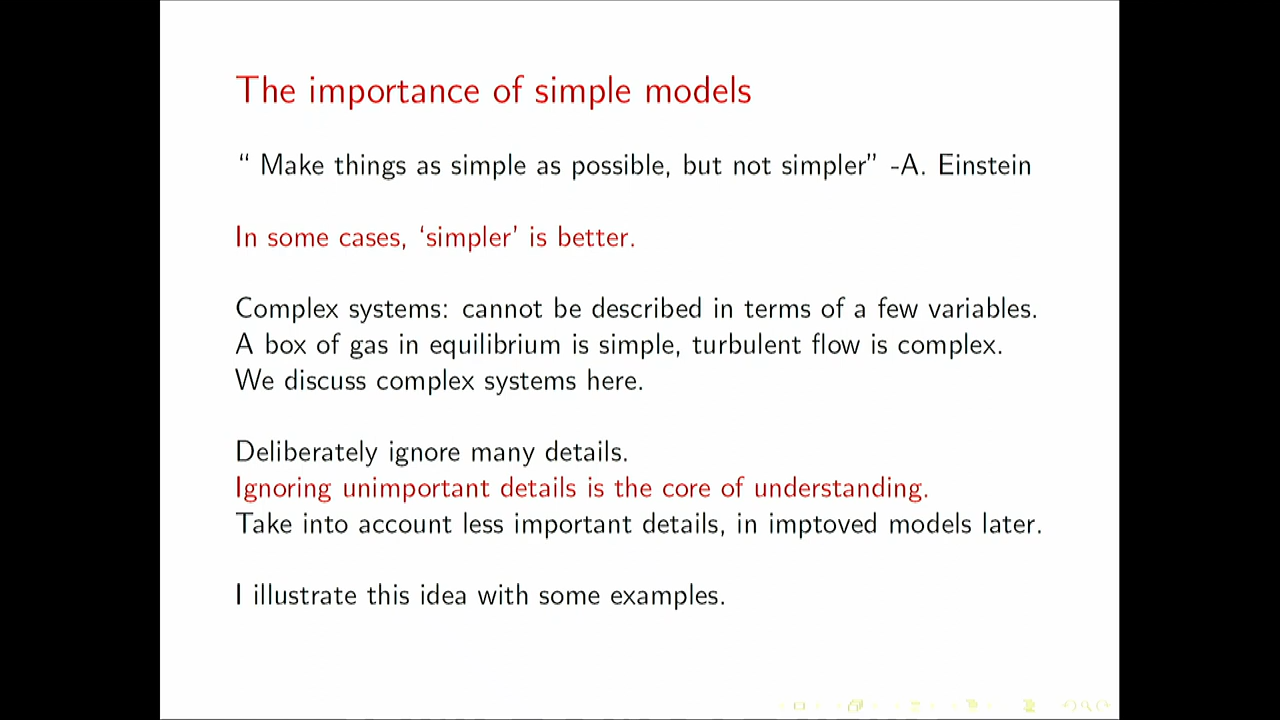 The importance of simple models
“ Make things as simple as possible, but not simpler” -A. Einstein
In some cases, ‘simpler’ is better.
Complex systems: cannot be described in terms of a few variables.
A box of gas in equilibrium is simple, turbulent flow is complex.
We discuss complex systems here.
Deliberately ignore many details.
Ignoring unimportant details is the core of understanding.
Take into account less important details, in imptoved models later.
I illustrate this idea with some examples.